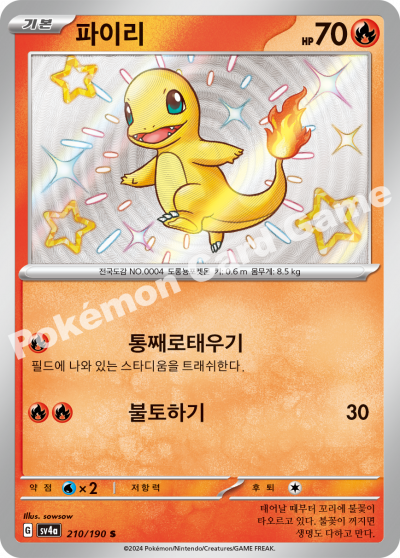 기본 파이리 HP 70
전국도감 NO.0004 도롱뇽포켓몬 키: 0.6 m 몸무게: 8.5 kg
통째로태우기
필드에 나와 있는 스타디움을 트래쉬한다.
불토하기 30
약점 ×2 저항력 후퇴
Illus. sowsow
태어날 때부터 꼬리에 불꽃이
타오르고 있다. 불꽃이 꺼지면
생명도 다하고 만다.
G sv4a 210/190 S
©2024 Pokémon/Nintendo/Creatures/GAME FREAK.
Pokémon Card Game